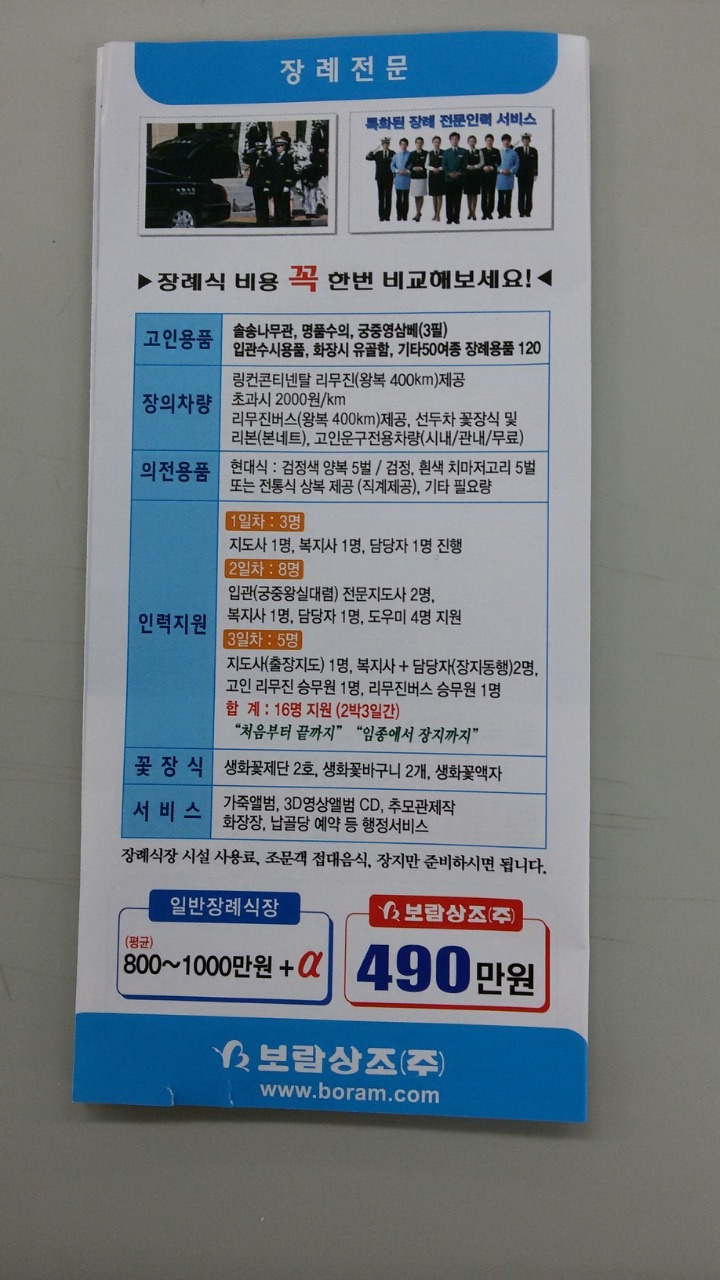 장례전문
특화된 장례 전문인력 서비스
▶장례식 비용 꼭 한번 비교해보세요!◀
고인용품
솔송나무관, 명품수의, 궁중영삼베(3필)
입관수시용품, 화장시 유골함, 기타50여종 장례용품 120
장의차량
링컨콘티넨탈 리무진(왕복 400km)제공
초과시 2000원/km
리무진버스(왕복 400km)제공, 선두차 꽃장식 및
리본(본네트), 고인운구전용차량(시내/관내/무료)
의전용품
현대식 : 검정색 양복 5벌 / 검정, 흰색 치마저고리 5벌
또는 전통식 상복 제공 (직계제공), 기타 필요량
인력지원
1일차 : 3명
지도사 1명, 복지사 1명, 담당자 1명 진행
2일차 : 8명
입관(궁중왕실대렴) 전문지도사 2명,
복지사 1명, 담당자 1명, 도우미 4명 지원
3일차 : 5명
지도사(출장지도) 1명, 복지사 + 담당자(장지동행)2명,
고인 리무진 승무원 1명, 리무진버스 승무원 1명
합 계 : 16명 지원 (2박3일간)
“처음부터 끝까지” “임종에서 장지까지”
꽃 장 식
생화꽃제단 2호, 생화꽃바구니 2개, 생화꽃액자
서 비 스
가죽앨범, 3D영상앨범 CD, 추모관제작
화장장, 납골당 예약 등 행정서비스
장례식장 시설 사용료, 조문객 접대음식, 장지만 준비하시면 됩니다.
일반장례식장
(평균)
800~1000만원 + α
보람상조(주)
490만원
보람상조(주)
www.boram.com